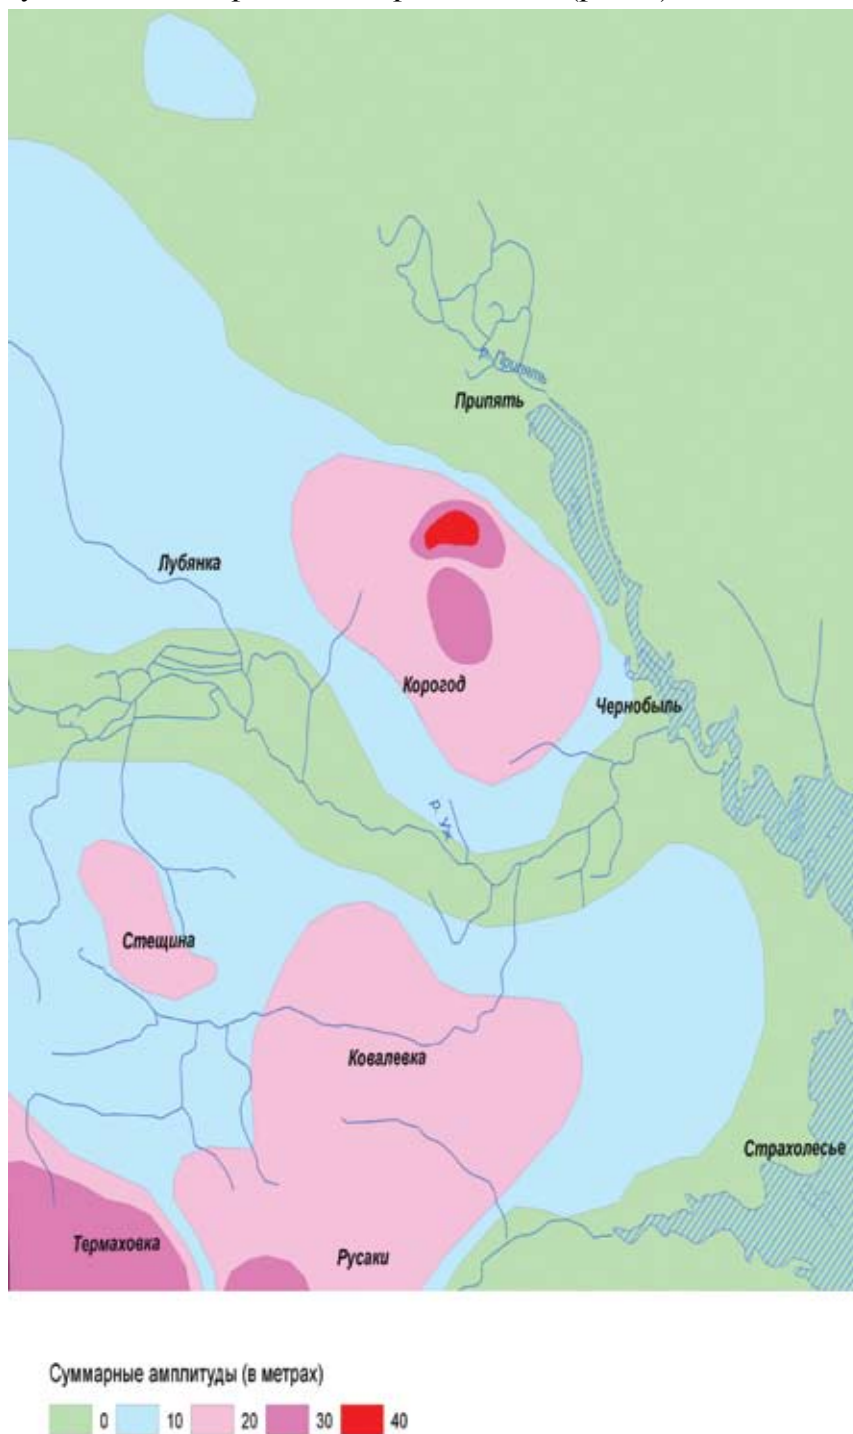 р. Припять
Припять
Лубянка
Корогод
Чернобыль
р. Уж
Стещина
Ковалевка
Страхолесье
Термаховка
Русаки
Суммарные амплитуды (в метрах)
0 10 20 30 40